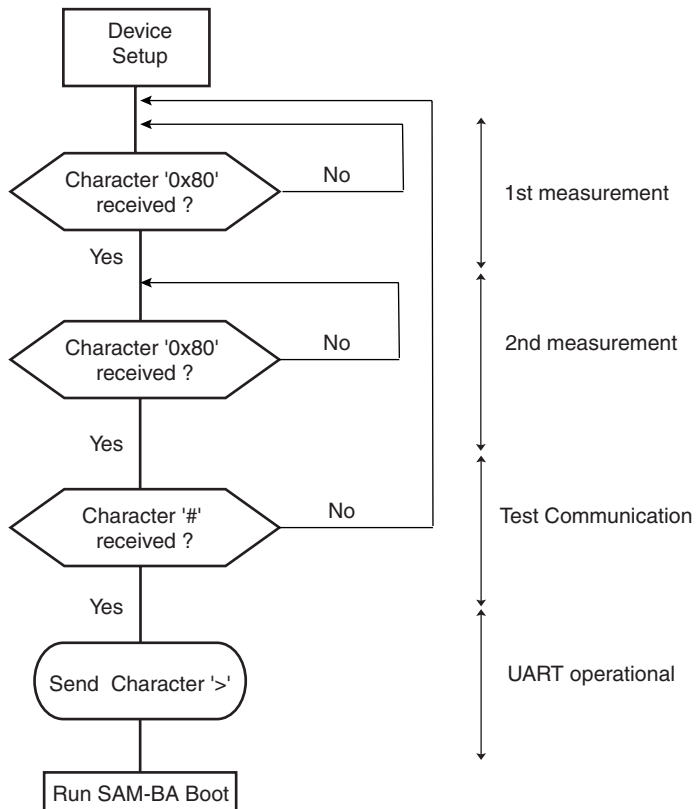 Device
Setup
Character '0x80'
received ?
No
1st measurement
Yes
Character '0x80'
received ?
No
2nd measurement
Yes
Character '#'
received ?
No
Test Communication
Yes
Send Character '>'
UART operational
Run SAM-BA Boot